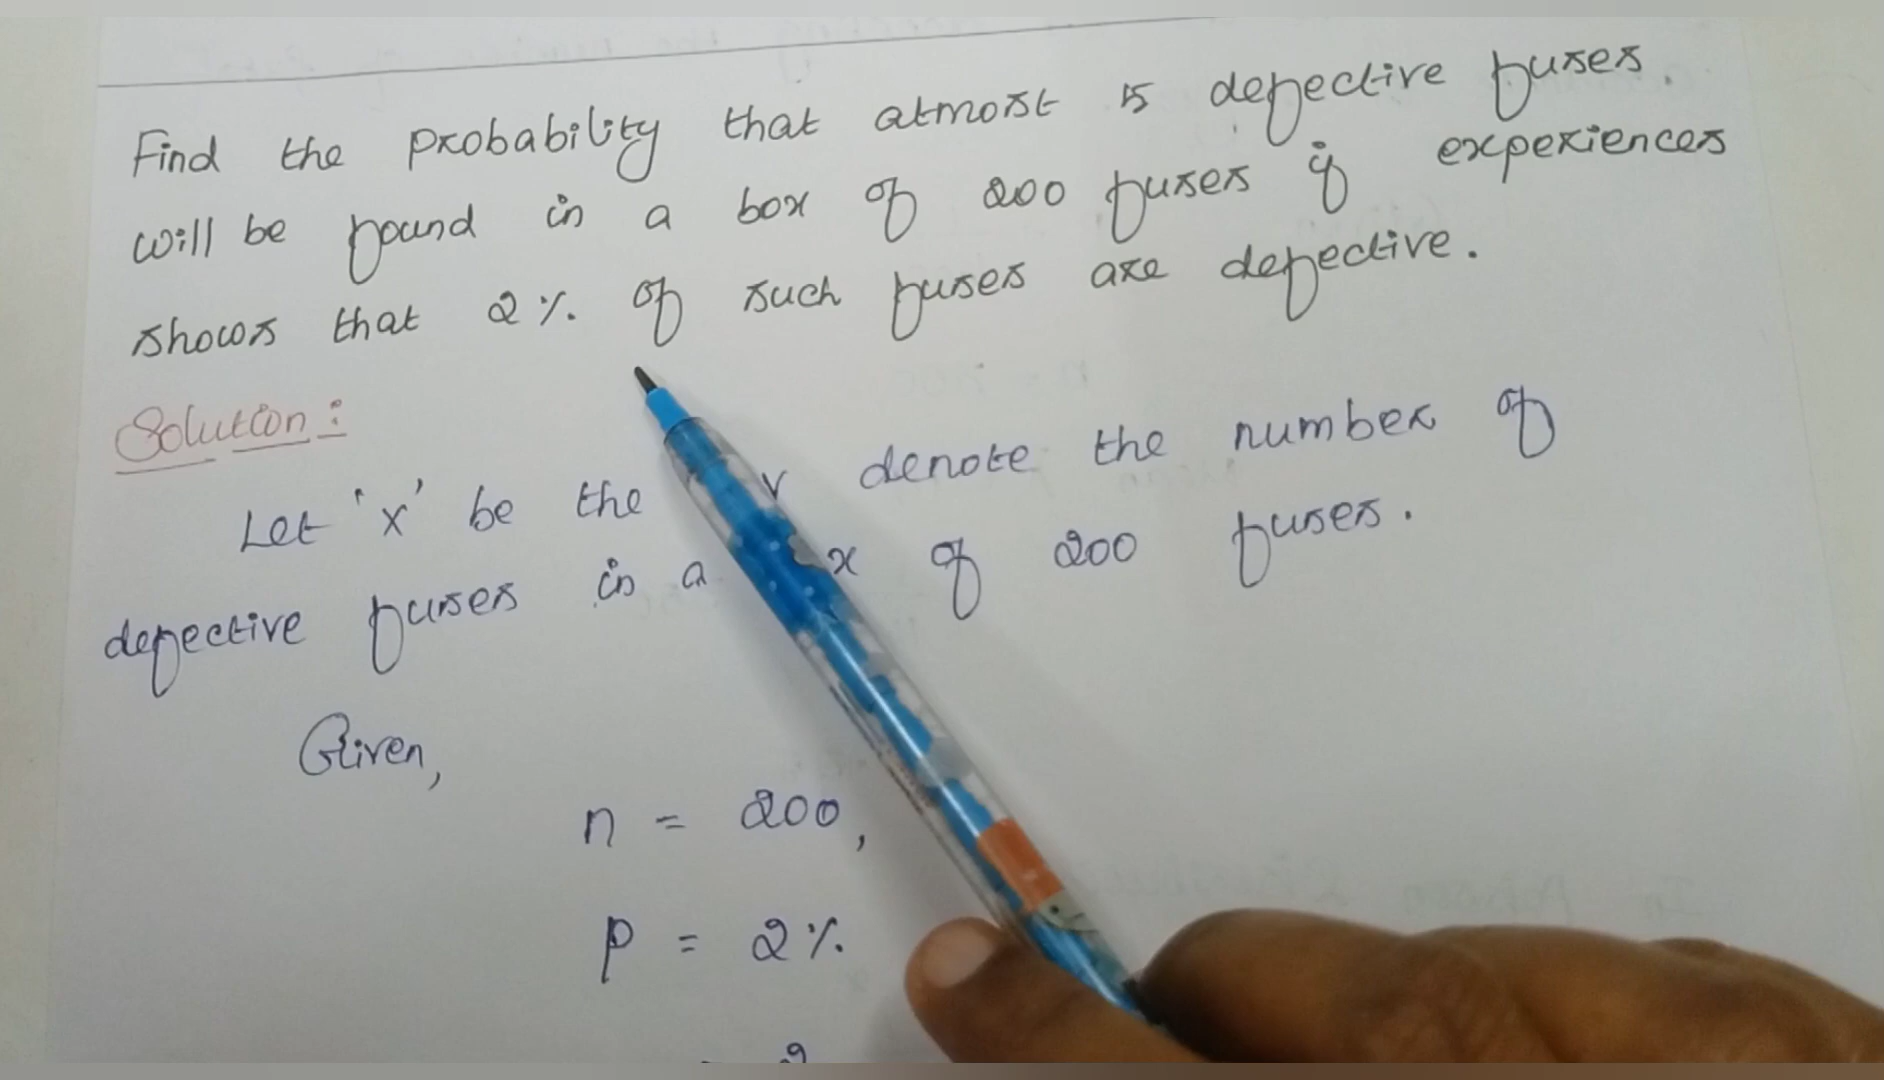 Find the probability that atmost 5 defective fuses.
will be found in a box of 200 fuses if experiences
shows that 2%. of such fuses are defective.
Solution:
Let 'X' be the denote the number of
defective fuses in a of 200 fuses.
Given,
n = 200,
P = 2%